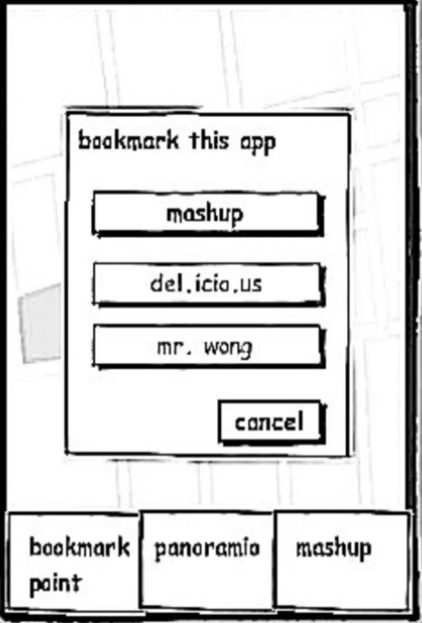 bookmark this app
mashup
del.icio.us
mr. wong
cancel
bookmark
point
panoramio
mashup